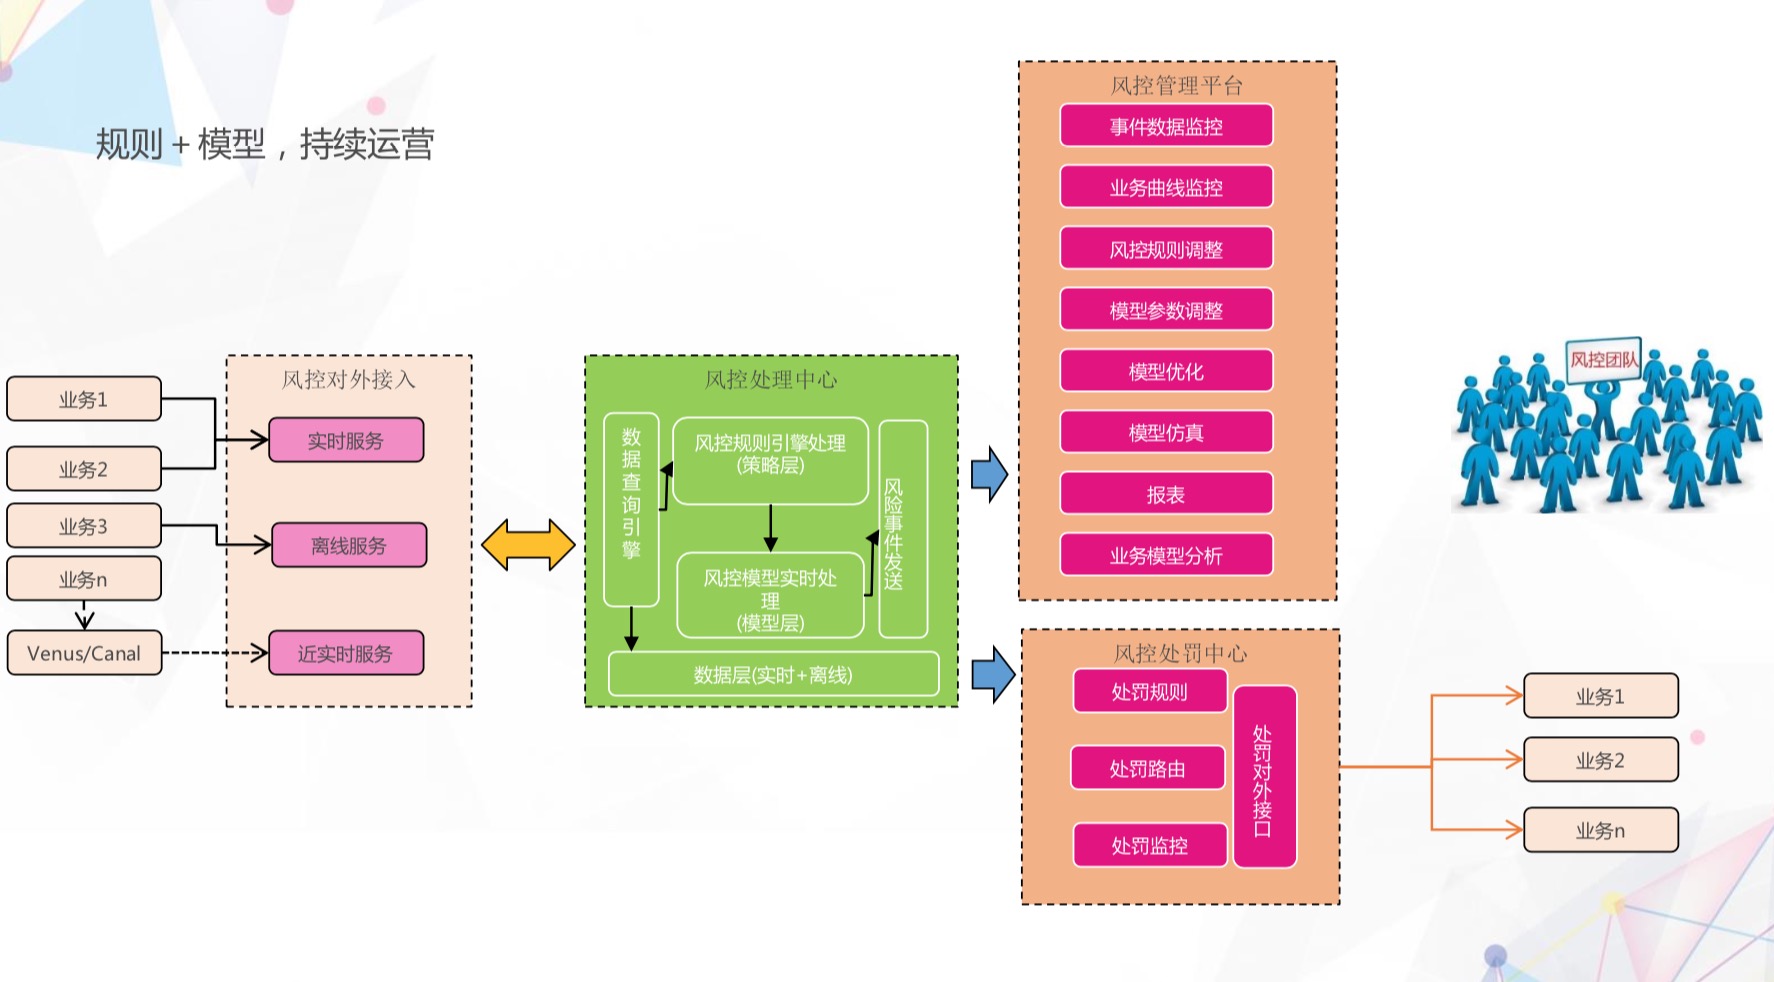 规则＋模型，持续运营
业务1
业务2
业务3
业务n
Venus/Canal
风控对外接入
实时服务
离线服务
近实时服务
风控处理中心
数据查询引擎
风控规则引擎处理
(策略层)
风控模型实时处
理
(模型层)
风险事件发送
数据层(实时+离线)
风控管理平台
事件数据监控
业务曲线监控
风控规则调整
模型参数调整
模型优化
模型仿真
报表
业务模型分析
风控处罚中心
处罚规则
处罚路由
处罚监控
处罚对外接口
风控团队
业务1
业务2
业务n